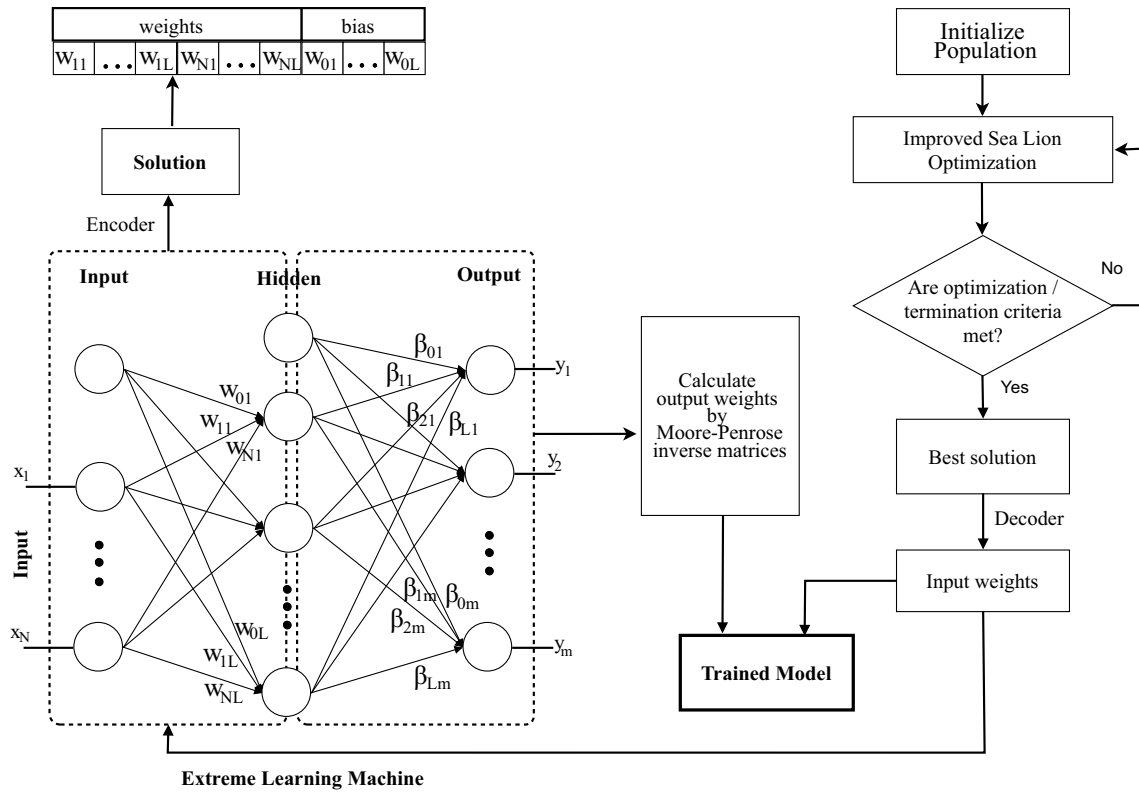 weights bias
w11 ... w1L wN1 ... wNL w01 ... w0L
Solution
Encoder
Input Hidden Output
β01
β11
β21
βL1
w01
w11
wN1
x1
xN
Input
w0L
w1L
wNL
β1m
β2m
β0m
βLm
y1
y2
ym
Extreme Learning Machine
Calculate
output weights
by
Moore-Penrose
inverse matrices
Trained Model
Initialize
Population
Improved Sea Lion
Optimization
Are optimization /
termination criteria
met?
No
Yes
Best solution
Decoder
Input weights